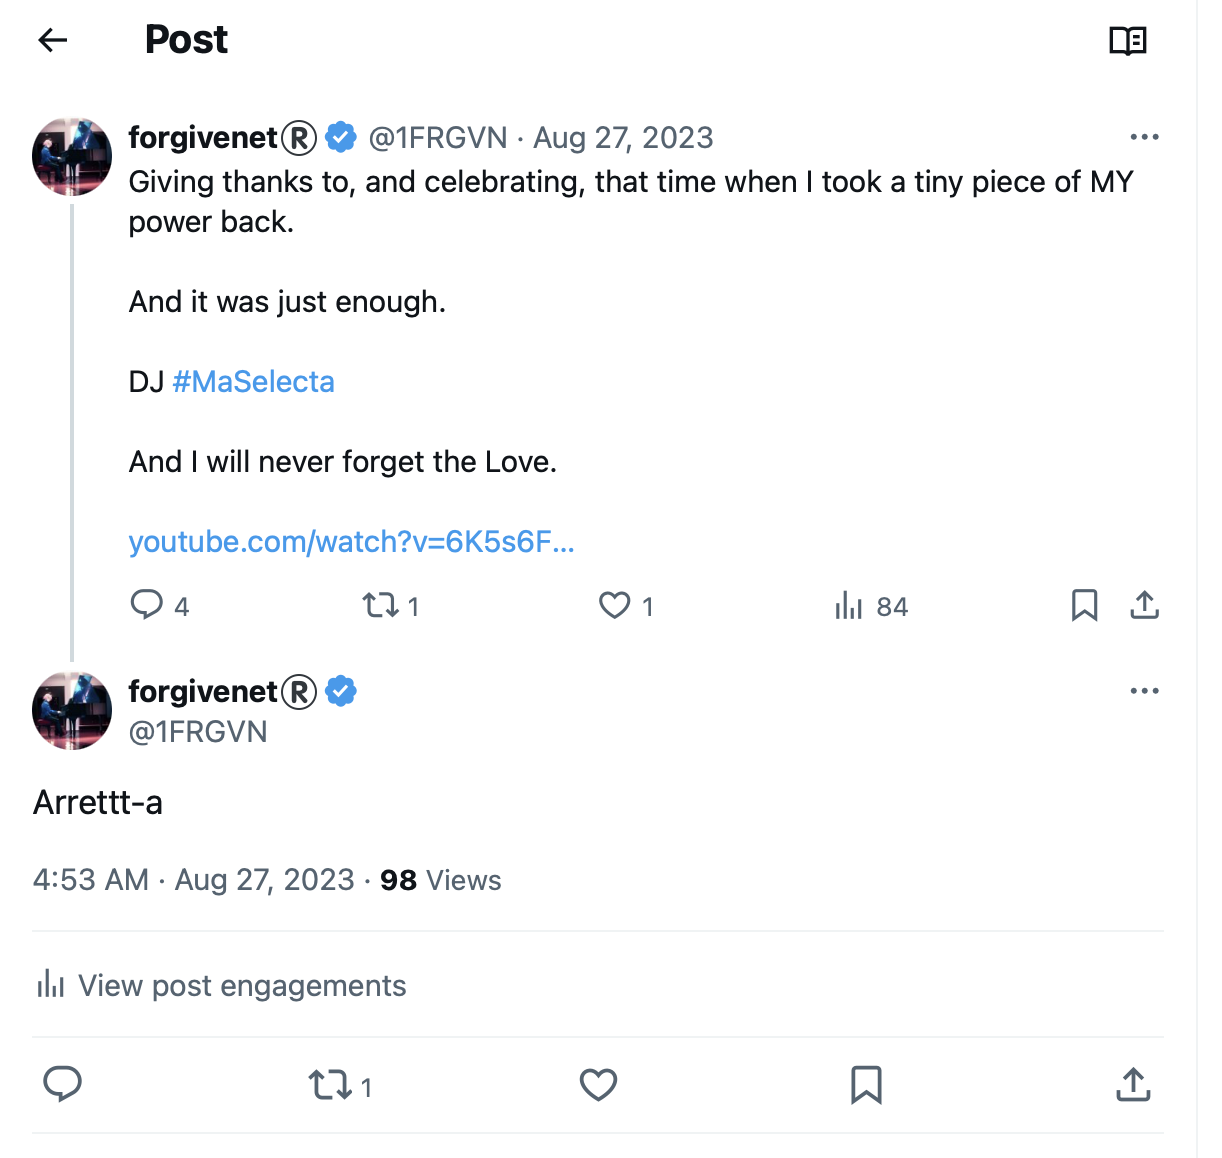 Post
forgivenet® @1FRGVN · Aug 27, 2023
Giving thanks to, and celebrating, that time when I took a tiny piece of MY
power back.
And it was just enough.
DJ #MaSelecta
And I will never forget the Love.
youtube.com/watch?v=6K5s6F...
4 1 1 84
forgivenet®
@1FRGVN
Arrettt-a
4:53 AM · Aug 27, 2023 · 98 Views
View post engagements
1